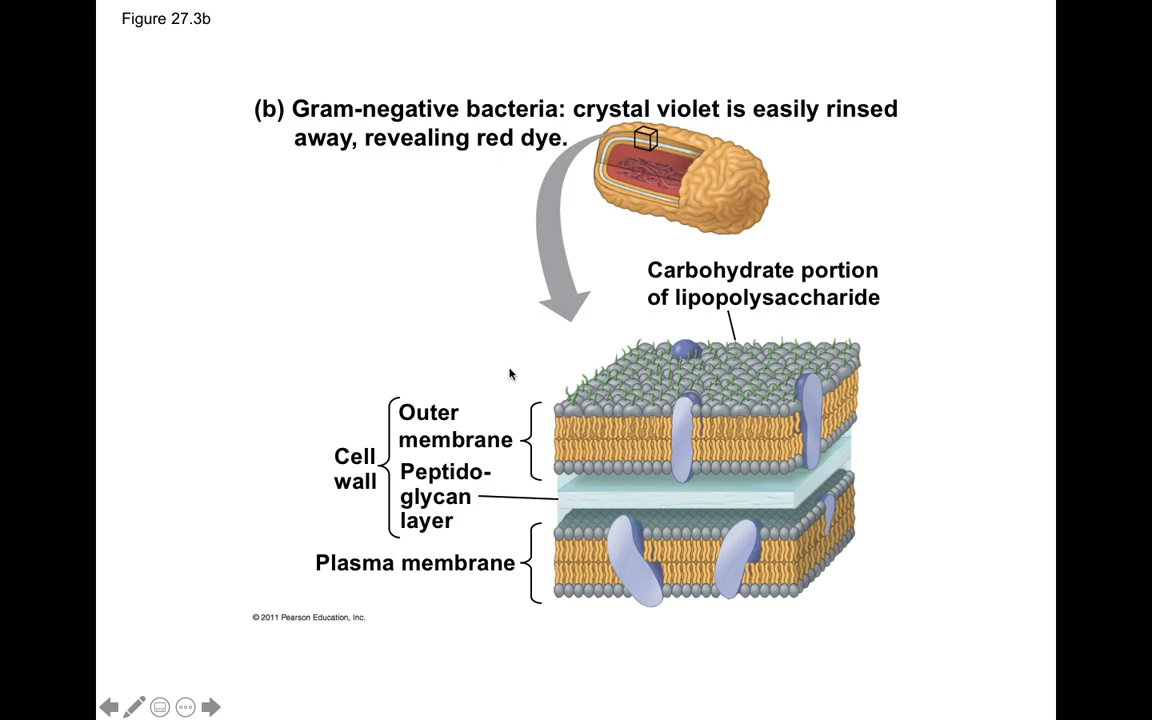 Figure 27.3b
(b) Gram-negative bacteria: crystal violet is easily rinsed
away, revealing red dye.
Carbohydrate portion
of lipopolysaccharide
Outer
membrane
Cell
wall
Peptido-
glycan
layer
Plasma membrane
© 2011 Pearson Education, Inc.